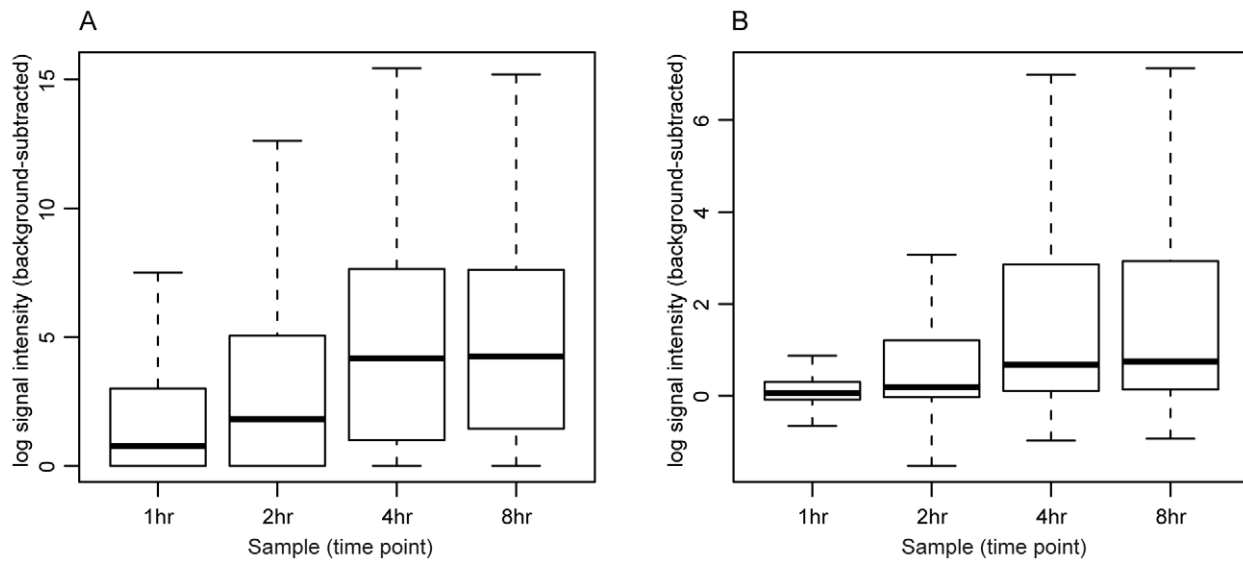 A
log signal intensity (background-subtracted)
15
10
5
0
1hr 2hr 4hr 8hr
Sample (time point)
B
log signal intensity (background-subtracted)
6
4
2
0
1hr 2hr 4hr 8hr
Sample (time point)